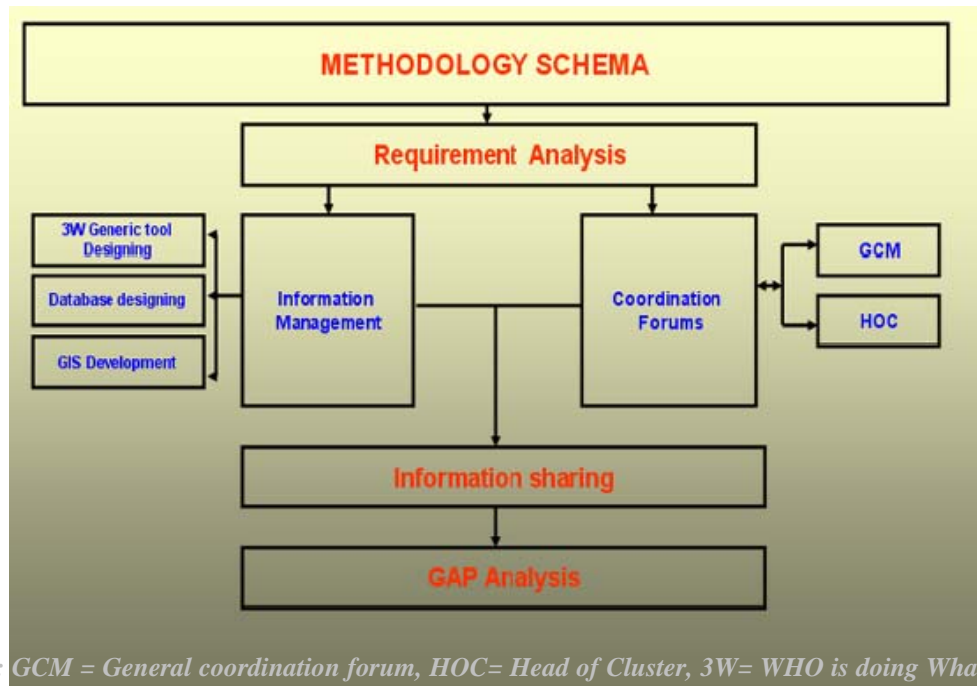 METHODOLOGY SCHEMA
Requirement Analysis
3W Generic tool
Designing
Database designing
GIS Development
Information
Management
Coordination
Forums
GCM
HOC
Information sharing
GAP Analysis
: GCM = General coordination forum, HOC= Head of Cluster, 3W= WHO is doing